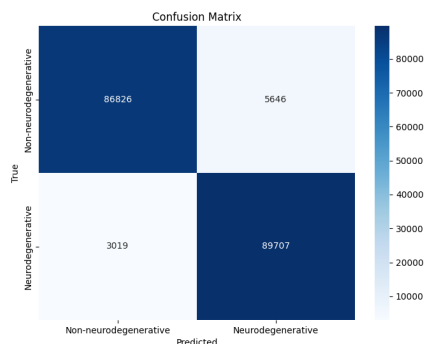 Confusion Matrix
80000
Non-neurodegenerative
86826
5646
70000
60000
True
50000
40000
Neurodegenerative
3019
89707
30000
20000
10000
Non-neurodegenerative
Neurodegenerative
Predicted